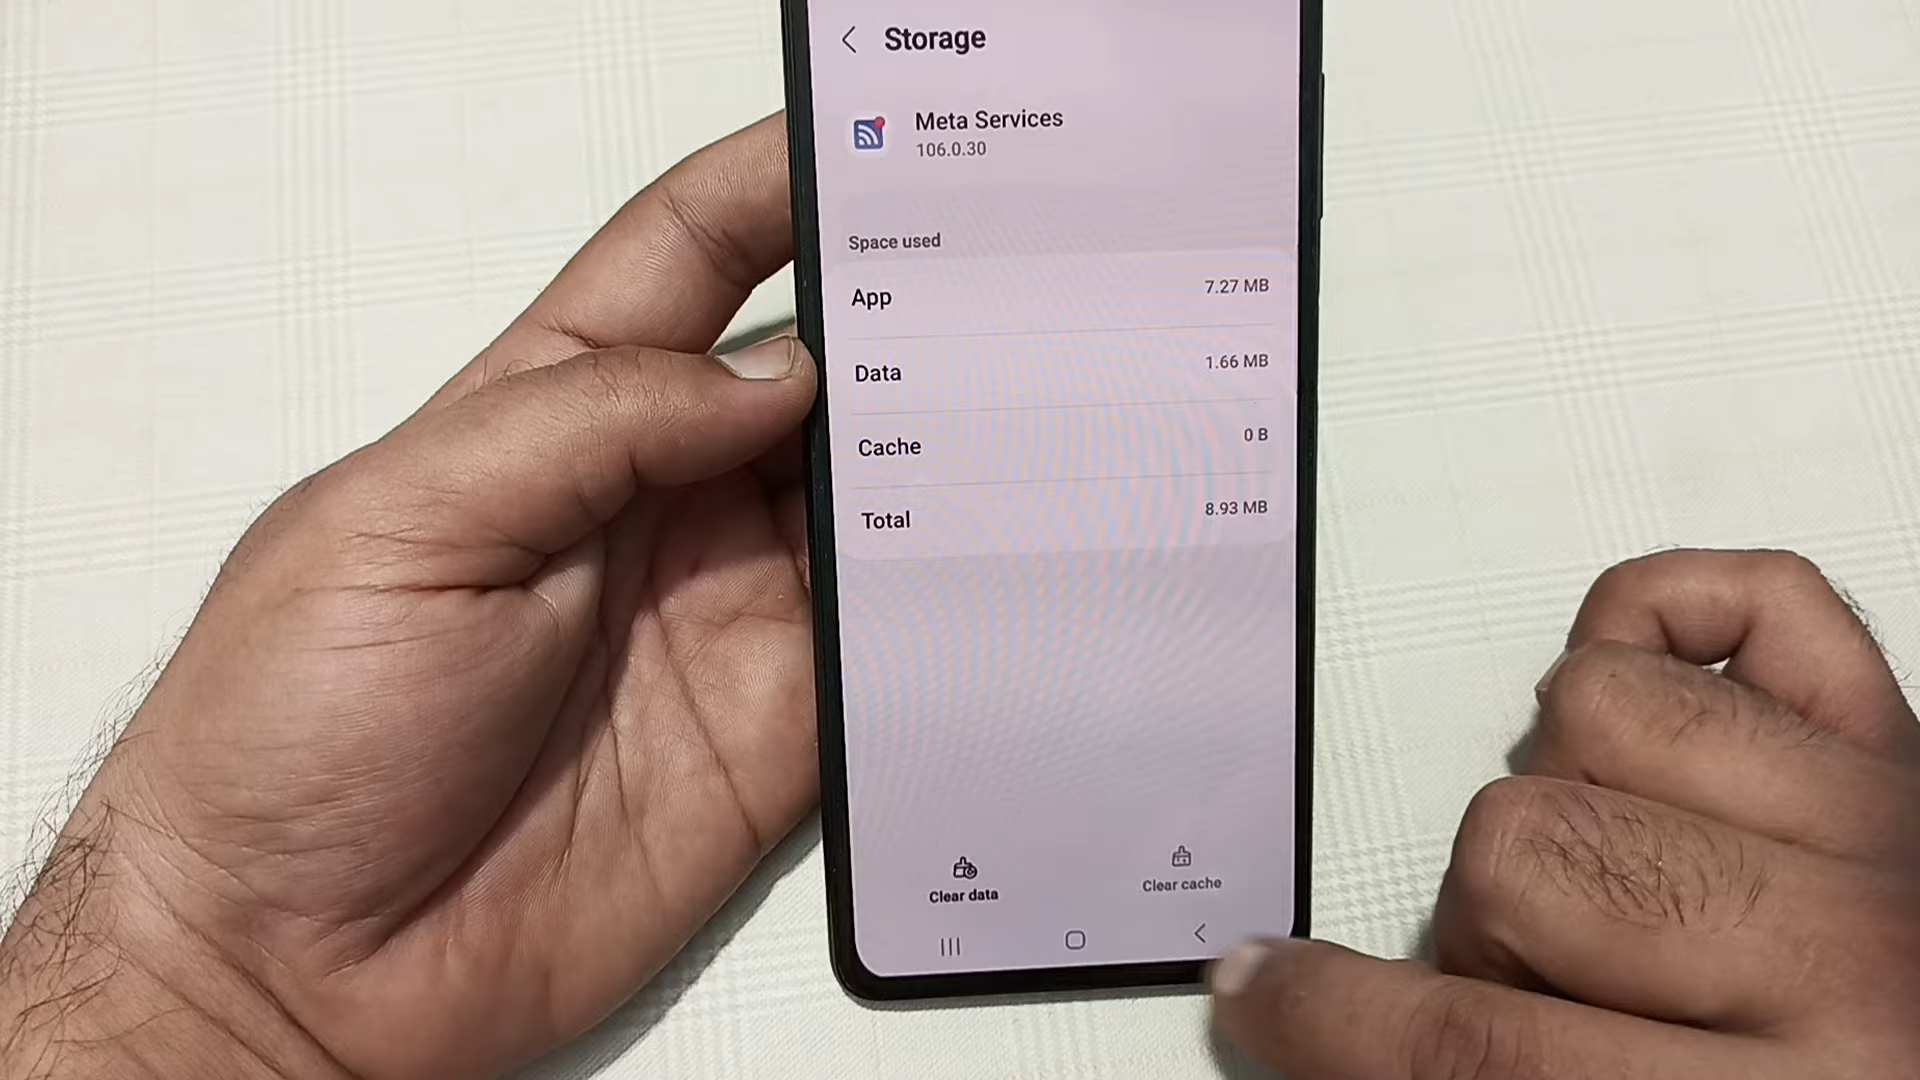 Storage
Meta Services
106.0.30
Space used
App 7.27 MB
Data 1.66 MB
Cache 0 B
Total 8.93 MB
Clear data Clear cache